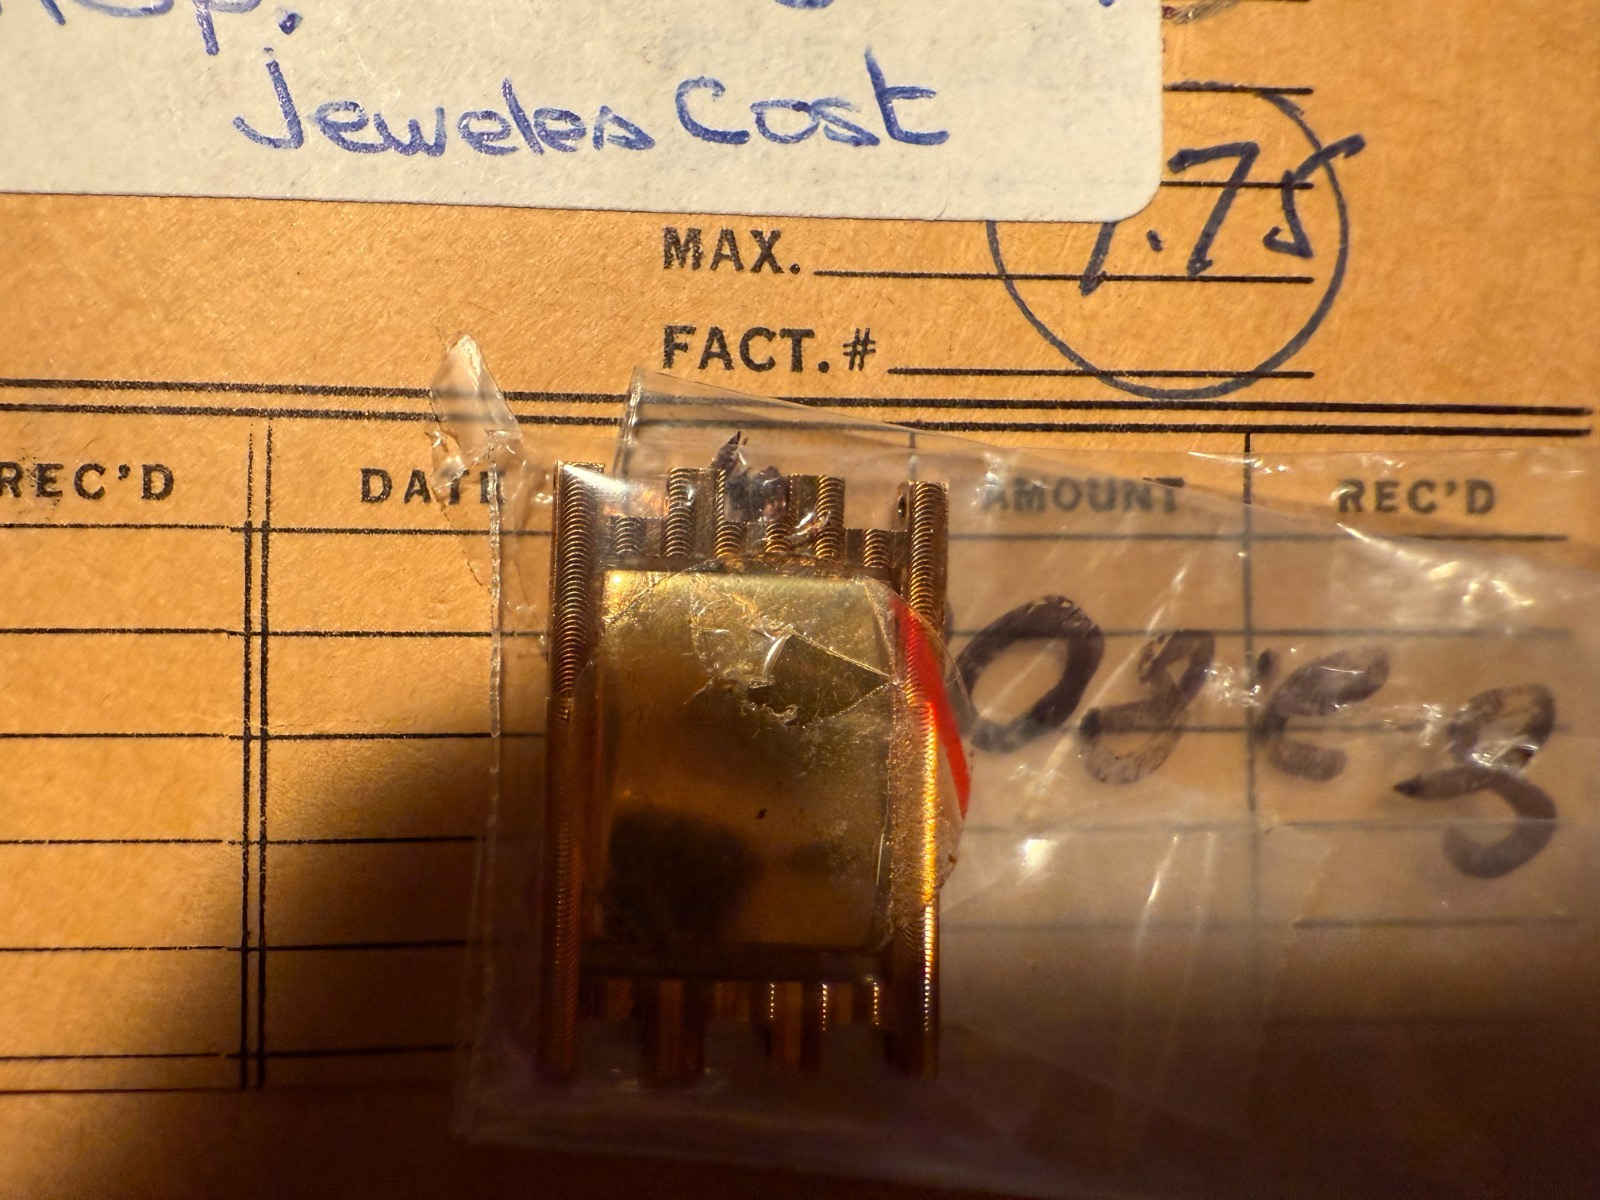 Jewelers Cost
1.75
MAX.
FACT.#
REC'D DATE AMOUNT REC'D